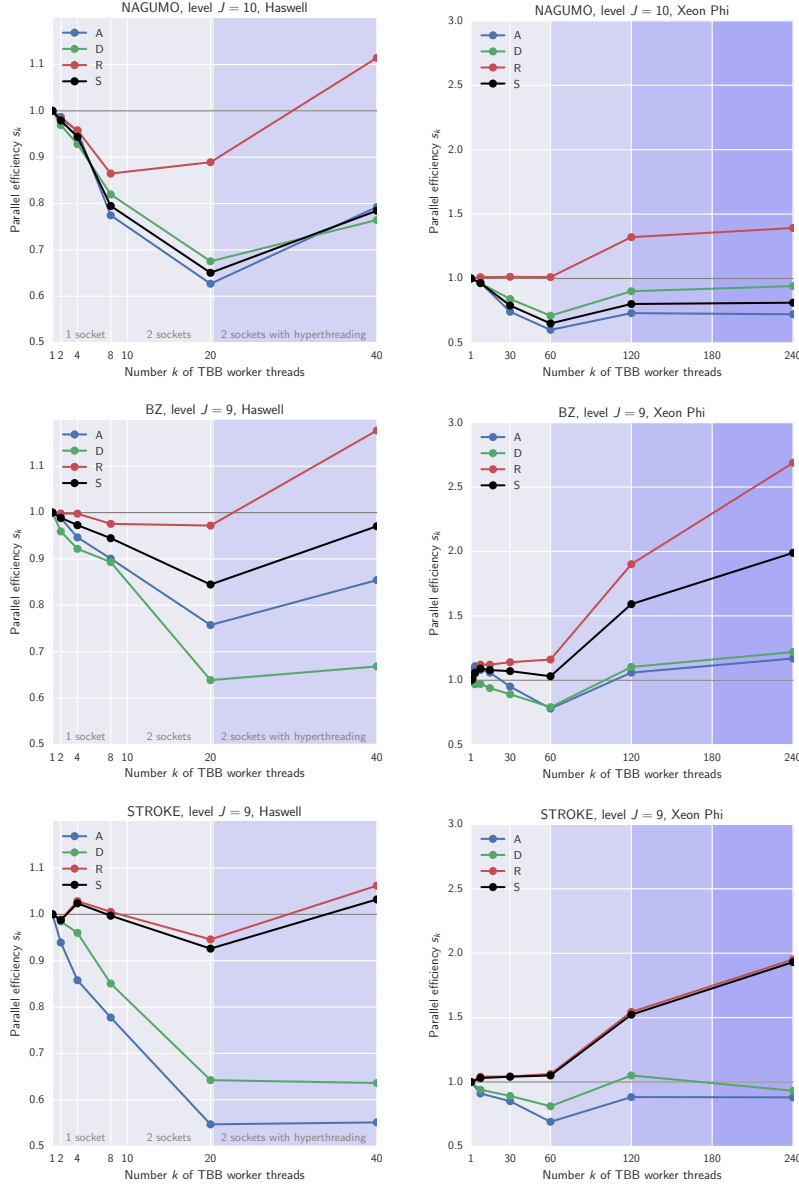 NAGUMO, level J = 10, Haswell
A
D
R
S
Parallel efficiency s_k
1.1
1.0
0.9
0.8
0.7
0.6
0.5
1 socket
2 sockets
2 sockets with hyperthreading
1 2 4 8 10 20 40
Number k of TBB worker threads
NAGUMO, level J = 10, Xeon Phi
A
D
R
S
Parallel efficiency s_k
3.0
2.5
2.0
1.5
1.0
0.5
1 30 60 120 180 240
Number k of TBB worker threads
BZ, level J = 9, Haswell
A
D
R
S
Parallel efficiency s_k
1.1
1.0
0.9
0.8
0.7
0.6
0.5
1 socket
2 sockets
2 sockets with hyperthreading
1 2 4 8 10 20 40
Number k of TBB worker threads
BZ, level J = 9, Xeon Phi
A
D
R
S
Parallel efficiency s_k
3.0
2.5
2.0
1.5
1.0
0.5
1 30 60 120 180 240
Number k of TBB worker threads
STROKE, level J = 9, Haswell
A
D
R
S
Parallel efficiency s_k
1.1
1.0
0.9
0.8
0.7
0.6
0.5
1 socket
2 sockets
2 sockets with hyperthreading
1 2 4 8 10 20 40
Number k of TBB worker threads
STROKE, level J = 9, Xeon Phi
A
D
R
S
Parallel efficiency s_k
3.0
2.5
2.0
1.5
1.0
0.5
1 30 60 120 180 240
Number k of TBB worker threads